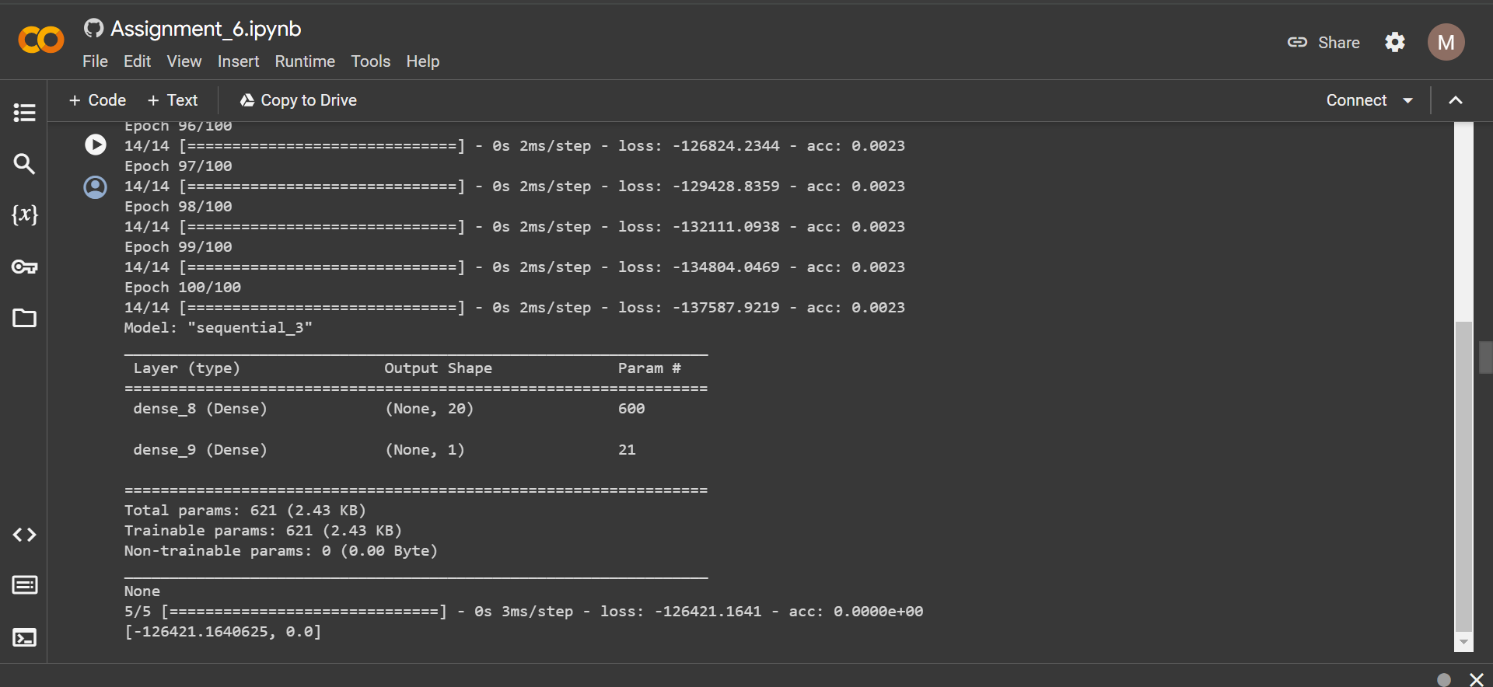 Assignment_6.ipynb
File Edit View Insert Runtime Tools Help
Share
M
+ Code + Text Copy to Drive
Connect
{x}
Epoch 96/100
14/14 [==============================] - 0s 2ms/step - loss: -126824.2344 - acc: 0.0023
Epoch 97/100
14/14 [==============================] - 0s 2ms/step - loss: -129428.8359 - acc: 0.0023
Epoch 98/100
14/14 [==============================] - 0s 2ms/step - loss: -132111.0938 - acc: 0.0023
Epoch 99/100
14/14 [==============================] - 0s 2ms/step - loss: -134804.0469 - acc: 0.0023
Epoch 100/100
14/14 [==============================] - 0s 2ms/step - loss: -137587.9219 - acc: 0.0023
Model: "sequential_3"
_________________________________________________________________
Layer (type) Output Shape Param #
=================================================================
dense_8 (Dense) (None, 20) 600
dense_9 (Dense) (None, 1) 21
=================================================================
Total params: 621 (2.43 KB)
Trainable params: 621 (2.43 KB)
Non-trainable params: 0 (0.00 Byte)
_________________________________________________________________
None
5/5 [==============================] - 0s 3ms/step - loss: -126421.1641 - acc: 0.0000e+00
[-126421.1640625, 0.0]